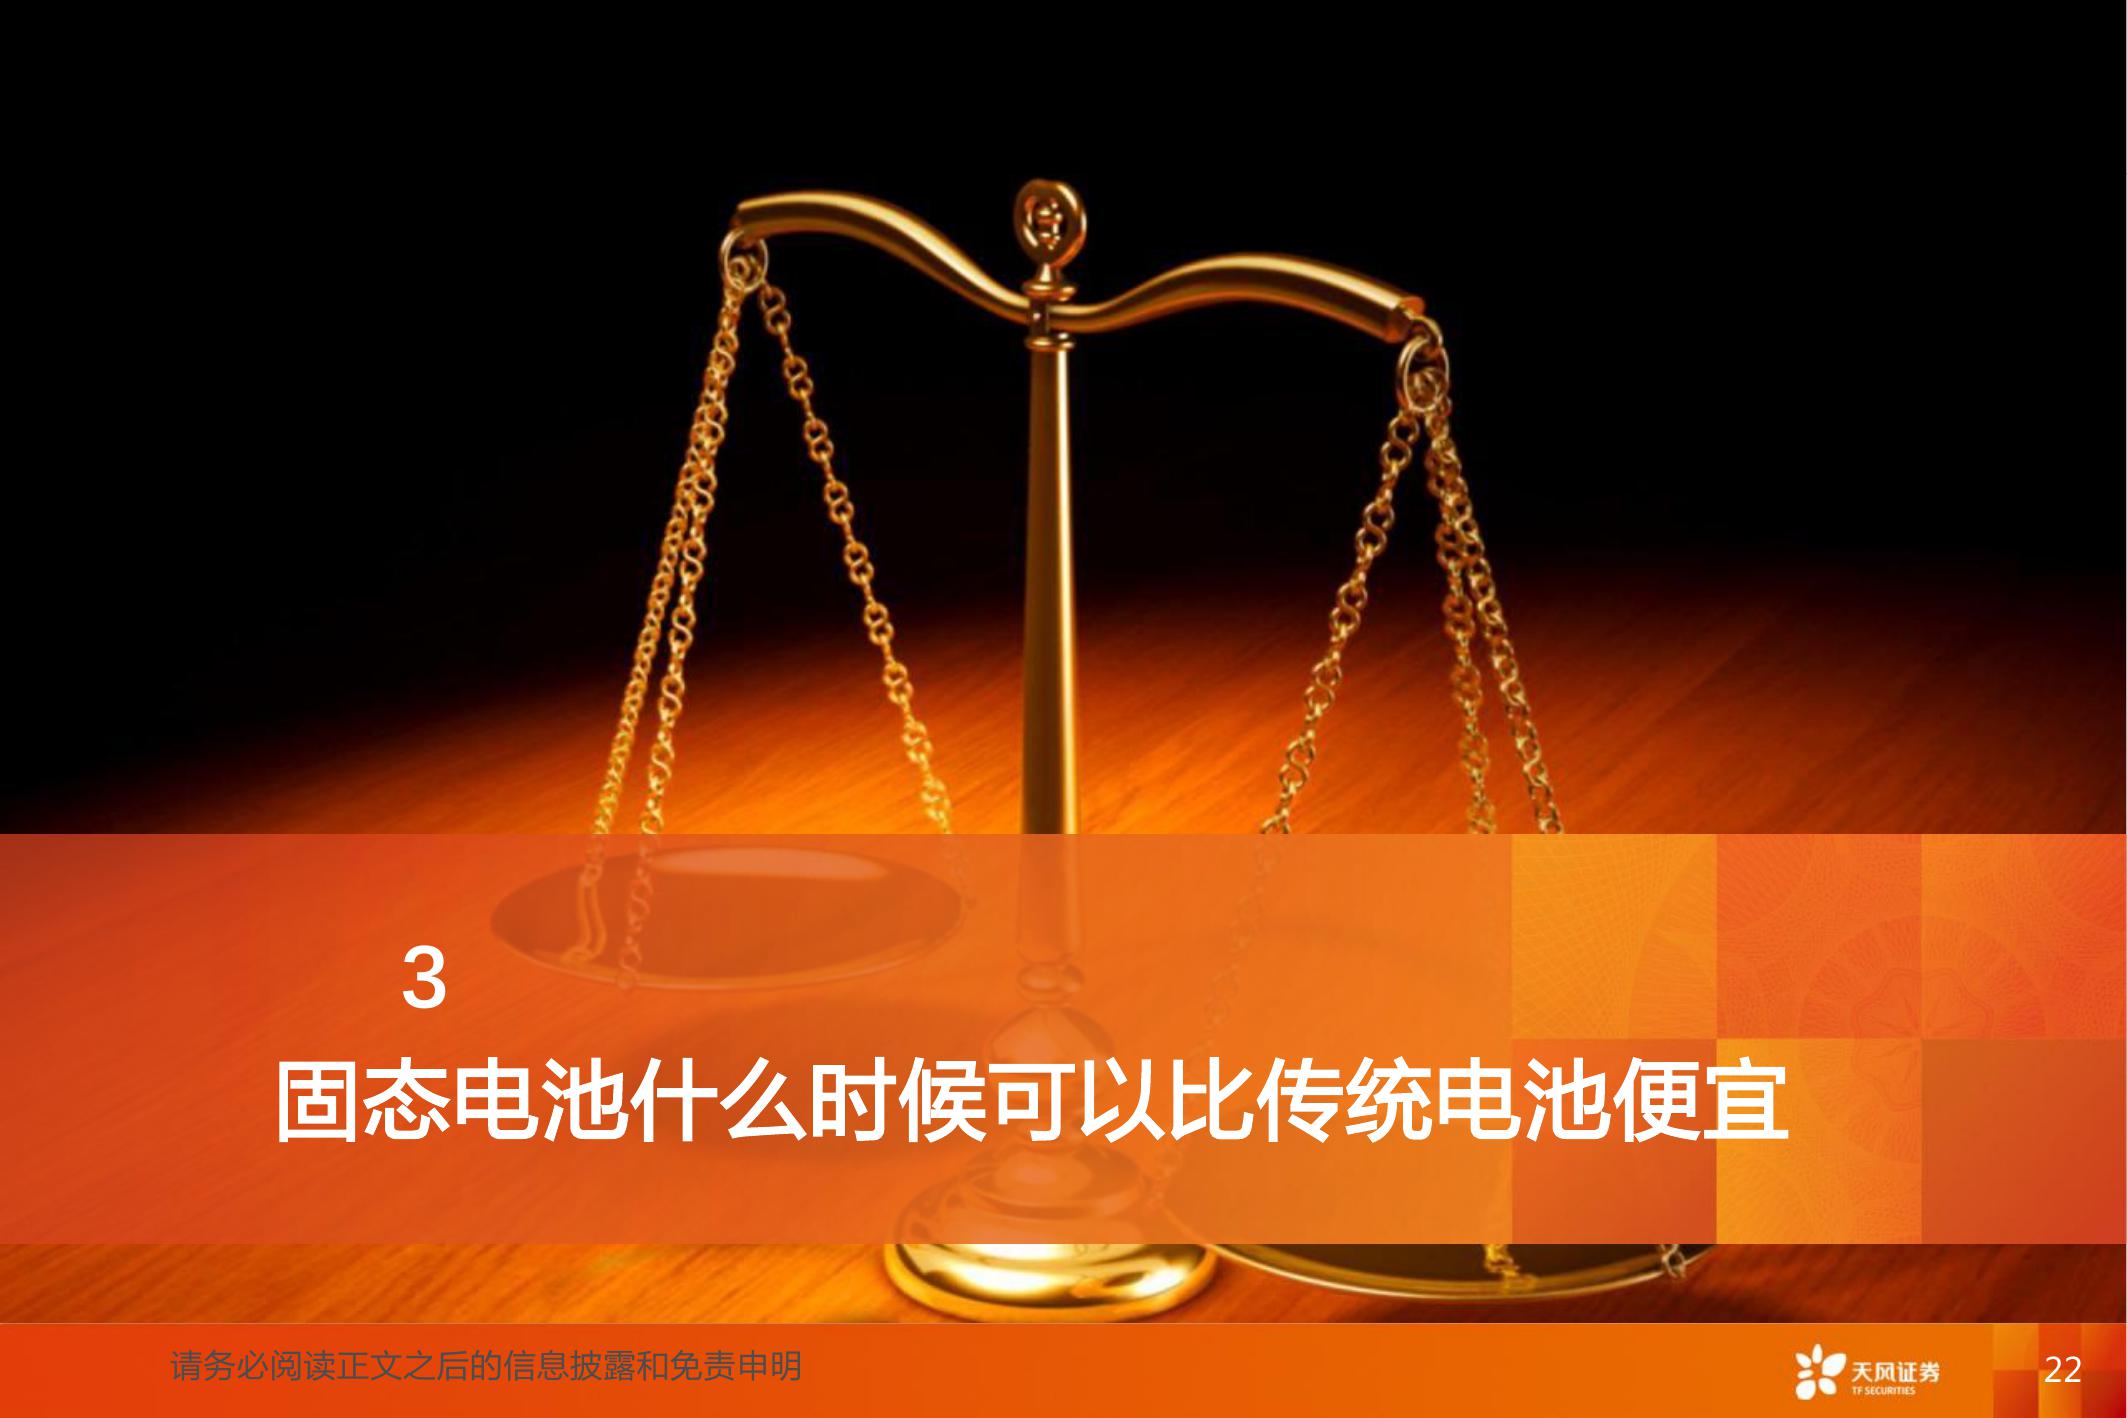 3
固态电池什么时候可以比传统电池便宜
请务必阅读正文之后的信息披露和免责申明
天风证券
TF SECURITIES
22